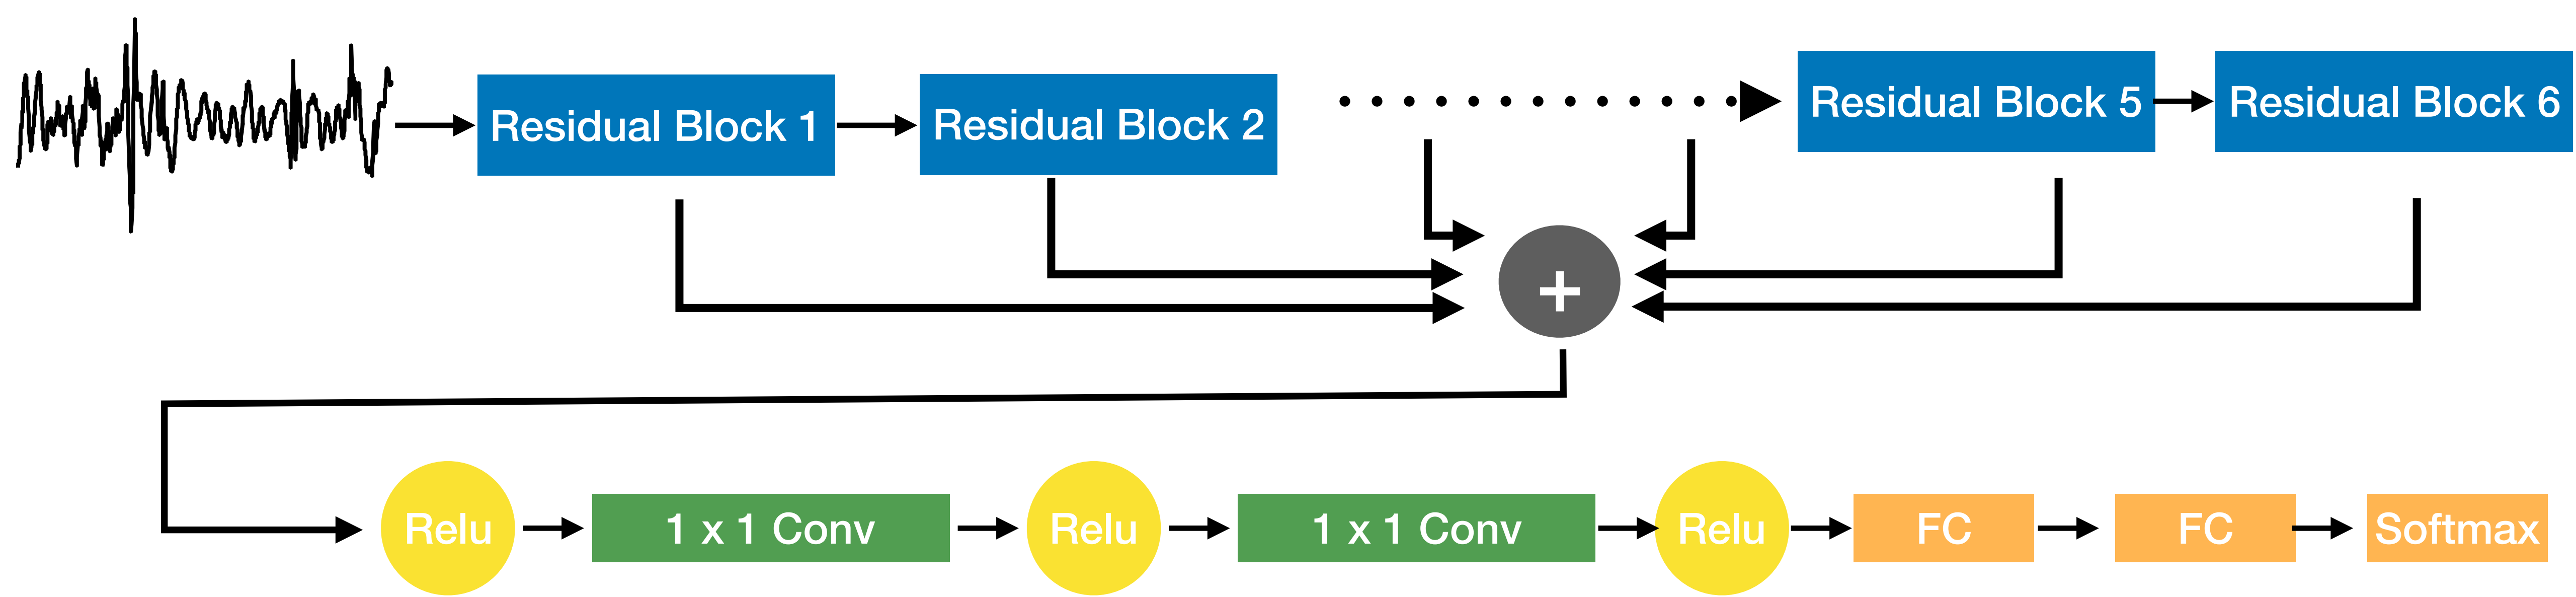 Residual Block 1
Residual Block 2
Residual Block 5
Residual Block 6
+
Relu
1 x 1 Conv
Relu
1 x 1 Conv
Relu
FC
FC
Softmax